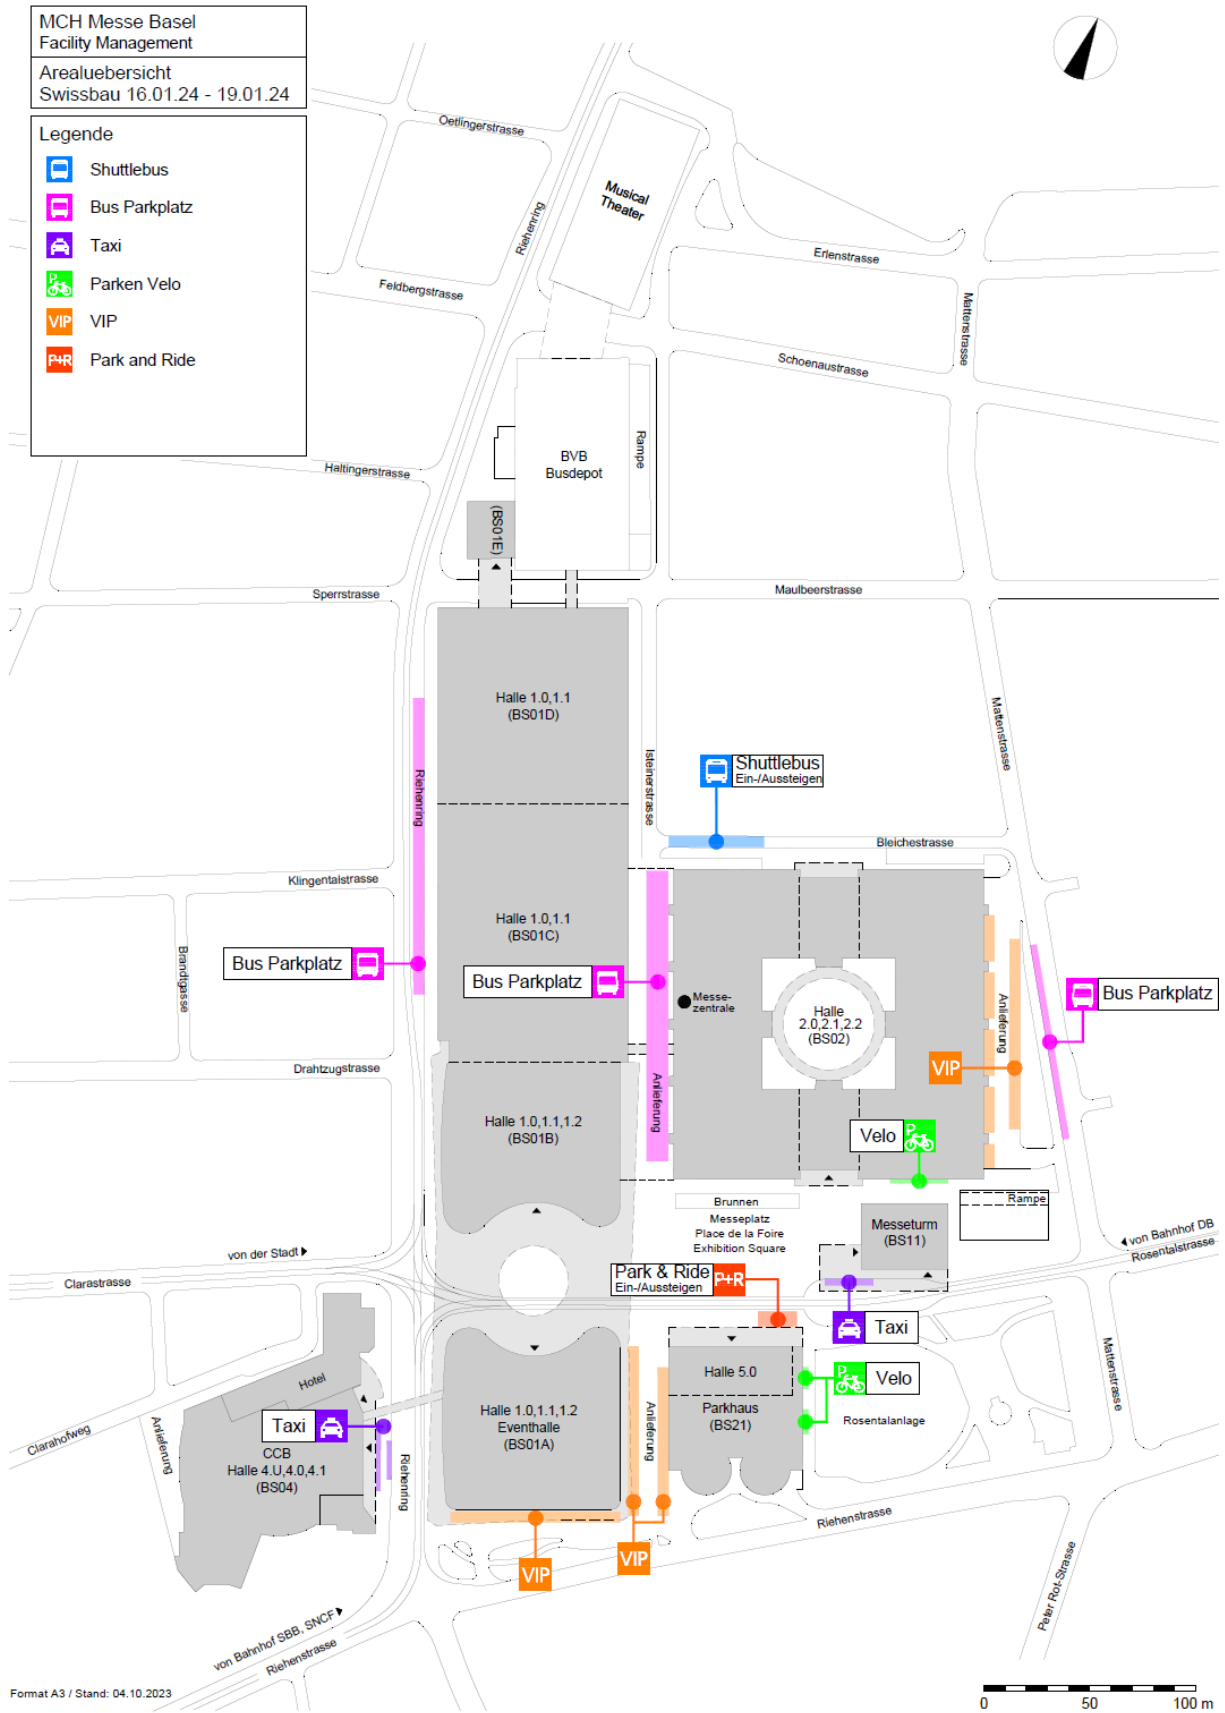 MCH Messe Basel
Facility Management
Arealuebersicht
Swissbau 16.01.24 - 19.01.24
Legende
Shuttlebus
Bus Parkplatz
Taxi
P
Parken Velo
VIP
VIP
P+R
Park and Ride
Oetlingerstrasse
Riehenring
Musical
Theater
Erlenstrasse
Feldbergstrasse
Mattenstrasse
Schoenaustrasse
Haltingerstrasse
BVB
Busdepot
Rampe
(BS01E)
Sperrstrasse
Maulbeerstrasse
Halle 1.0,1.1
(BS01D)
Mattenstrasse
Isteinerstrasse
Riehenring
Shuttlebus
Ein-/Aussteigen
Bleichestrasse
Klingentalstrasse
Halle 1.0,1.1
(BS01C)
Brandtgasse
Bus Parkplatz
Bus Parkplatz
Bus Parkplatz
Messe-
zentrale
Halle
2.0,2.1,2.2
(BS02)
Anlieferung
Drahtzugstrasse
VIP
Anlieferung
Halle 1.0,1.1,1.2
(BS01B)
Velo
P
Brunnen
Rampe
Messeplatz
Place de la Foire
Exhibition Square
Messeturm
(BS11)
von der Stadt
von Bahnhof DB
Rosentalstrasse
Clarastrasse
Park & Ride
Ein-/Aussteigen
P+R
Taxi
Mattenstrasse
Hotel
Halle 5.0
P
Velo
Parkhaus
(BS21)
Rosentalanlage
Halle 1.0,1.1,1.2
Eventhalle
(BS01A)
Anlieferung
Taxi
Clarahofweg
Anlieferung
CCB
Halle 4.U,4.0,4.1
(BS04)
Riehenring
Riehenstrasse
VIP
VIP
Peter Rot-Strasse
von Bahnhof SBB, SNCF
Riehenstrasse
Format A3 / Stand: 04.10.2023
0 50 100 m